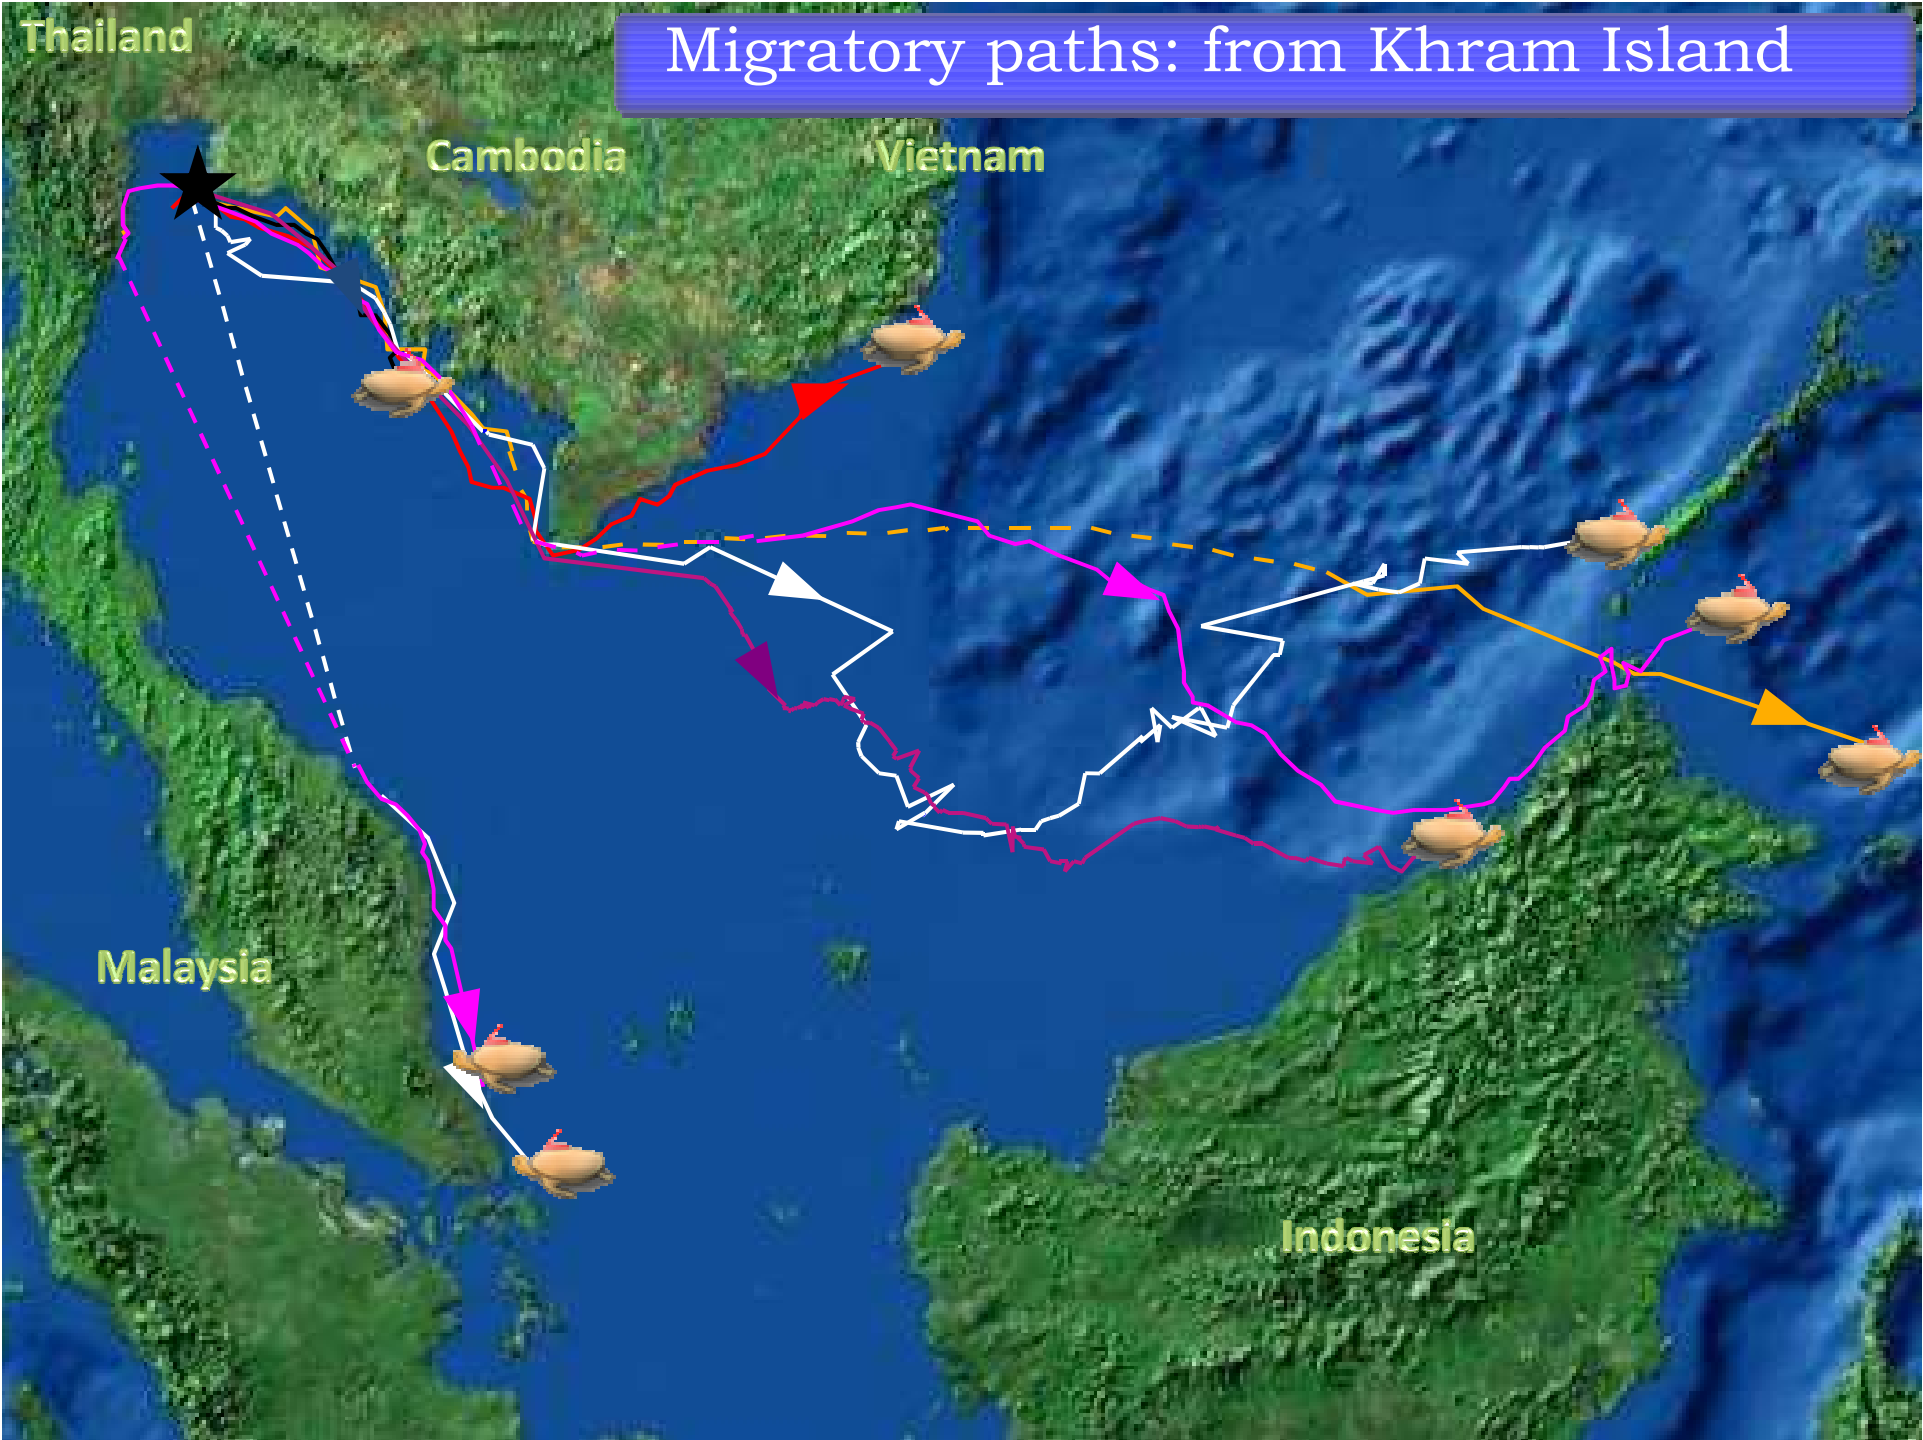 Thailand
Migratory paths: from Khram Island
Cambodia
Vietnam
Malaysia
Indonesia